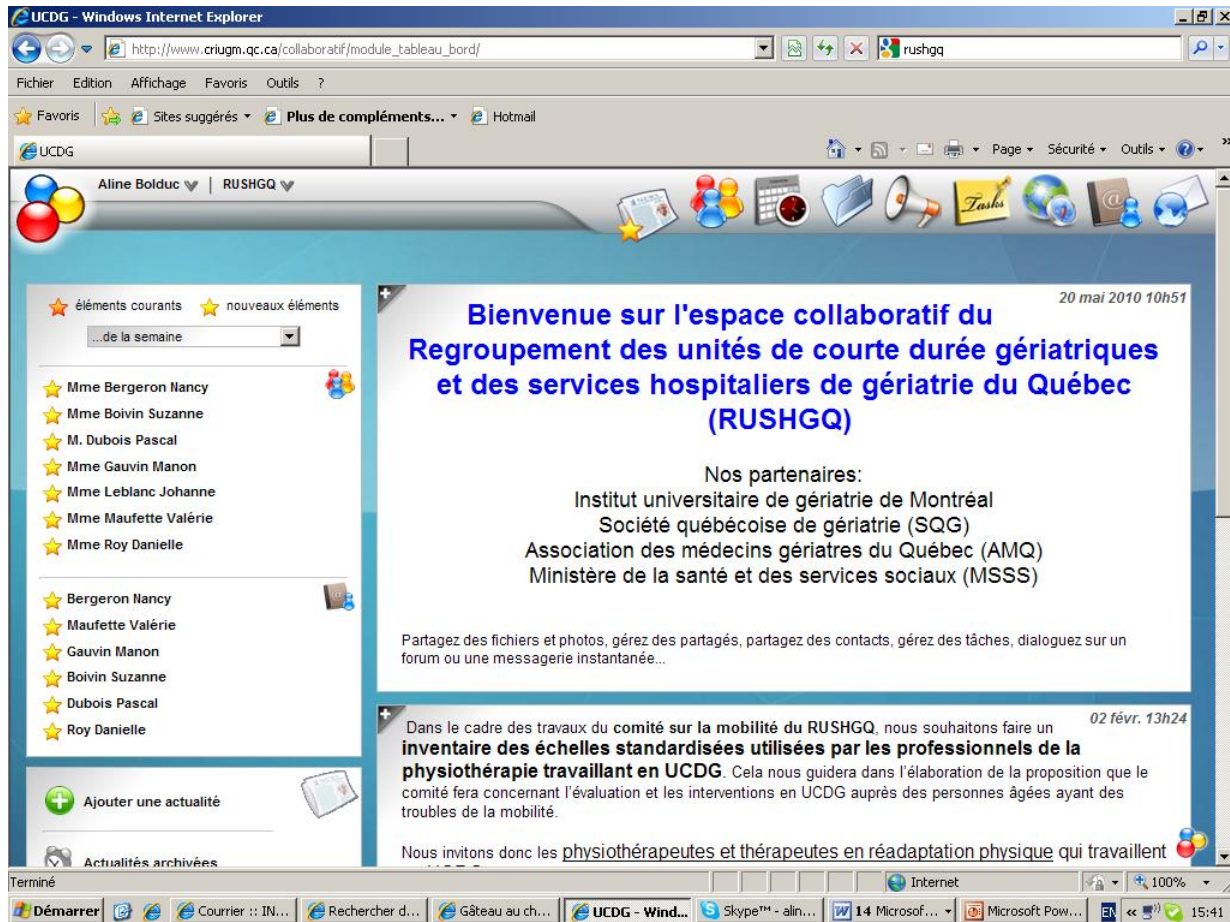 UCDG - Windows Internet Explorer
http://www.criugm.qc.ca/collaboratif/module_tableau_bord/
rushgq
Fichier Edition Affichage Favoris Outils ?
Favoris Sites suggérés Plus de compléments... Hotmail
UCDG
Page Sécurité Outils
Aline Bolduc | RUSHGQ
Tasks
éléments courants nouveaux éléments
...de la semaine
Mme Bergeron Nancy
Mme Boivin Suzanne
M. Dubois Pascal
Mme Gauvin Manon
Mme Leblanc Johanne
Mme Maufette Valérie
Mme Roy Danielle
Bergeron Nancy
Maufette Valérie
Gauvin Manon
Boivin Suzanne
Dubois Pascal
Roy Danielle
Ajouter une actualité
Actualités archivées
20 mai 2010 10h51
Bienvenue sur l'espace collaboratif du
Regroupement des unités de courte durée gériatriques
et des services hospitaliers de gériatrie du Québec
(RUSHGQ)
Nos partenaires:
Institut universitaire de gériatrie de Montréal
Société québécoise de gériatrie (SQG)
Association des médecins gériatres du Québec (AMQ)
Ministère de la santé et des services sociaux (MSSS)
Partagez des fichiers et photos, gérez des partagés, partagez des contacts, gérez des tâches, dialoguez sur un
forum ou une messagerie instantanée...
02 févr. 13h24
Dans le cadre des travaux du comité sur la mobilité du RUSHGQ, nous souhaitons faire un
inventaire des échelles standardisées utilisées par les professionnels de la
physiothérapie travaillant en UCDG. Cela nous guidera dans l'élaboration de la proposition que le
comité fera concernant l'évaluation et les interventions en UCDG auprès des personnes âgées ayant des
troubles de la mobilité.
Nous invitons donc les physiothérapeutes et thérapeutes en réadaptation physique qui travaillent
Terminé Internet 100%
Démarrer Courrier :: IN... Rechercher d... Gâteau au ch... UCDG - Wind... Skype™ - alin... 14 Microsof... Microsoft Pow... EN 15:41